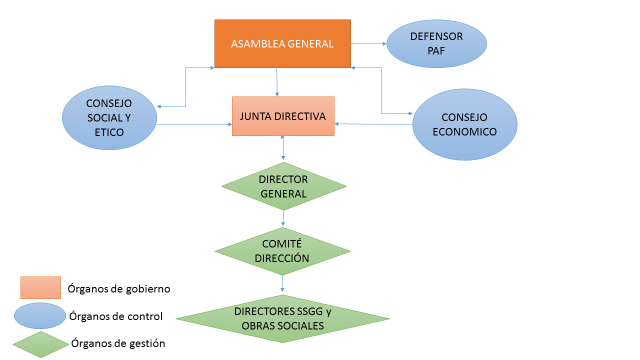 ASAMBLEA GENERAL
DEFENSOR
PAF
CONSEJO
SOCIAL Y
ETICO
JUNTA DIRECTIVA
CONSEJO
ECONOMICO
DIRECTOR
GENERAL
COMITÉ
DIRECCIÓN
DIRECTORES SSGG y
OBRAS SOCIALES
Órganos de gobierno
Órganos de control
Órganos de gestión